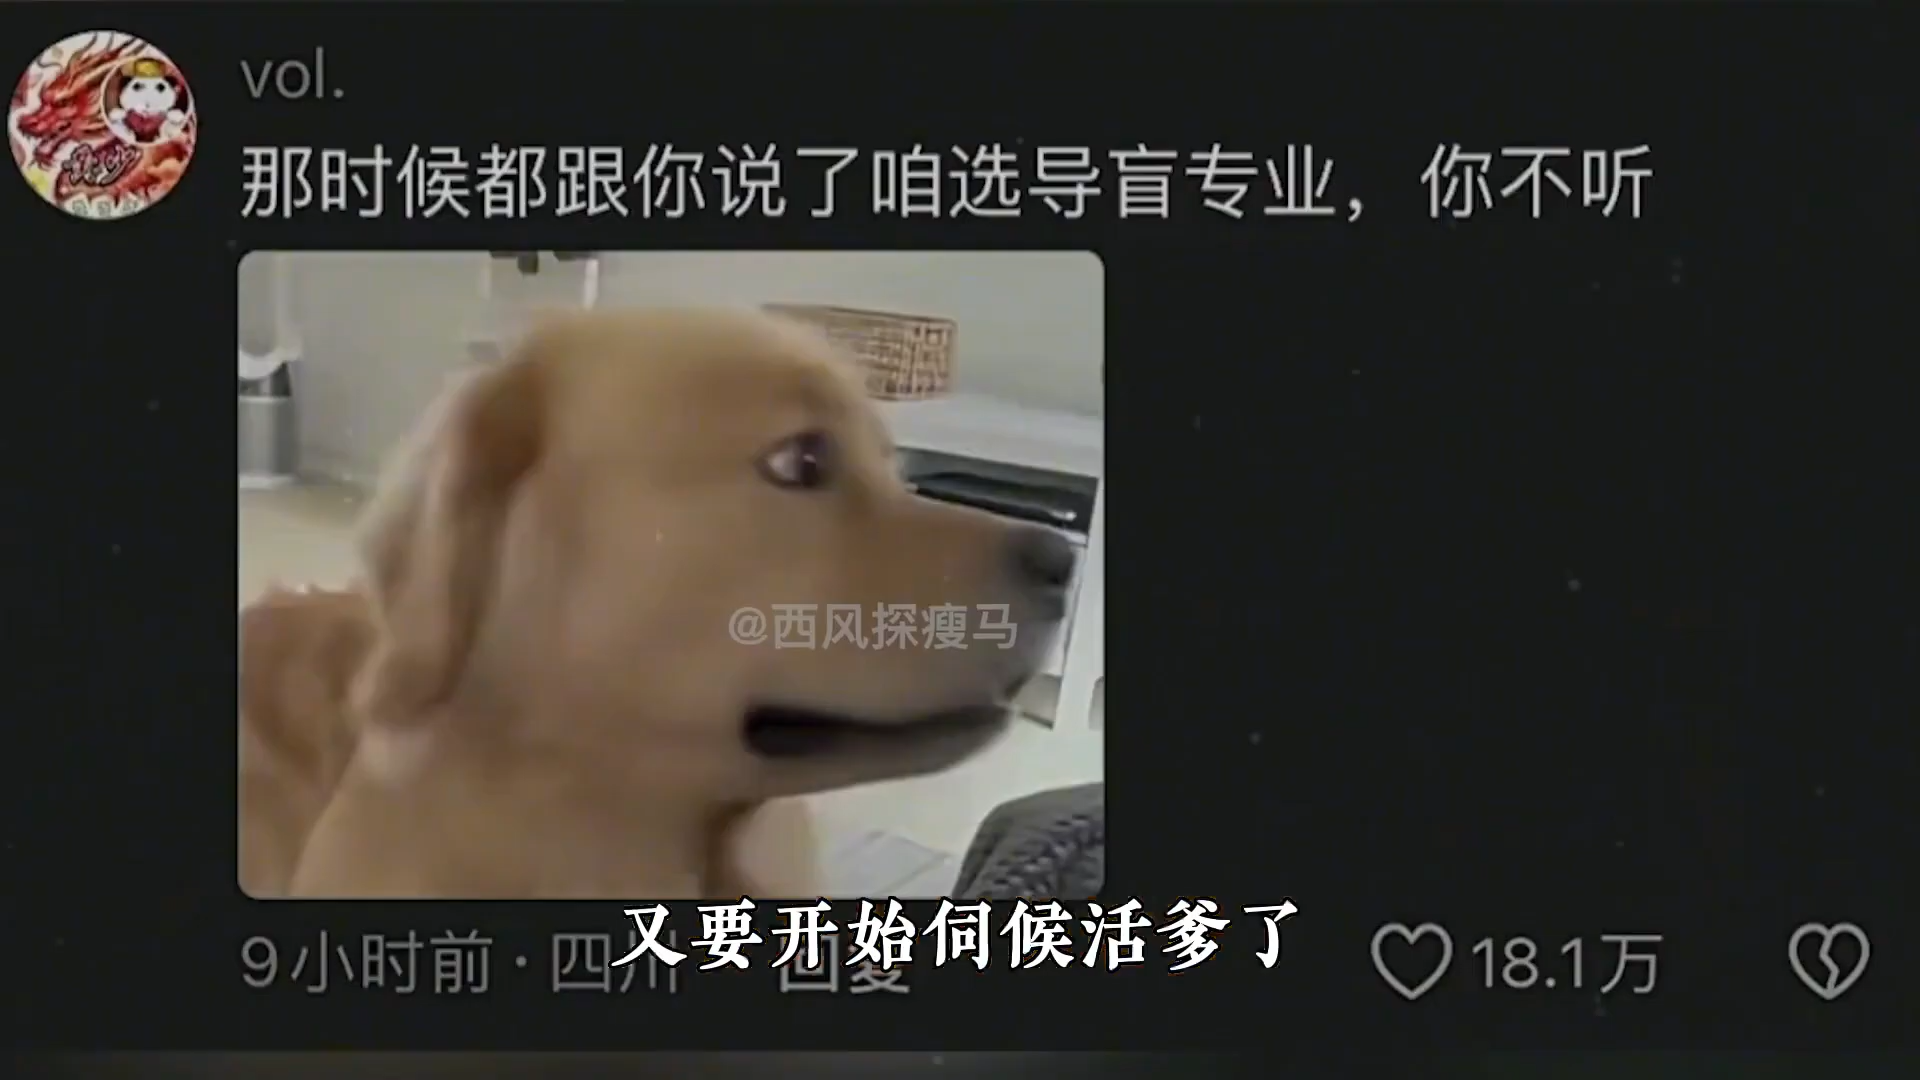 vol.
那时候都跟你说了咱选导盲专业，你不听
@西风探瘦马
又要开始伺候活爹了
9小时前·四川 回复
18.1万